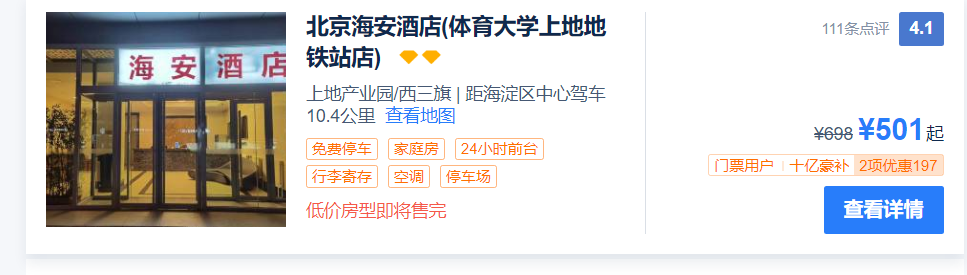 海安酒店
北京海安酒店(体育大学上地地
铁站店)
上地产业园/西三旗 | 距海淀区中心驾车
10.4公里 查看地图
免费停车 家庭房 24小时前台
行李寄存 空调 停车场
低价房型即将售完
111条点评 4.1
¥698 ¥501起
门票用户 十亿豪补 2项优惠197
查看详情